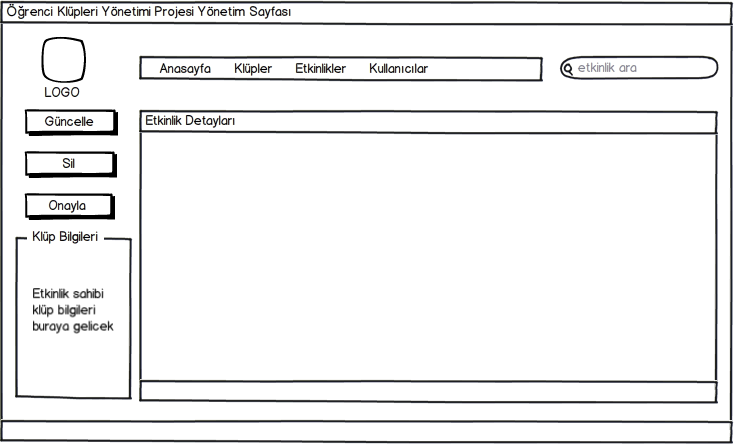 Öğrenci Klüpleri Yönetimi Projesi Yönetim Sayfası
LOGO
Anasayfa Klüpler Etkinlikler Kullanıcılar
etkinlik ara
Güncelle
Sil
Onayla
Etkinlik Detayları
Klüp Bilgileri
Etkinlik sahibi
klüp bilgileri
buraya gelicek